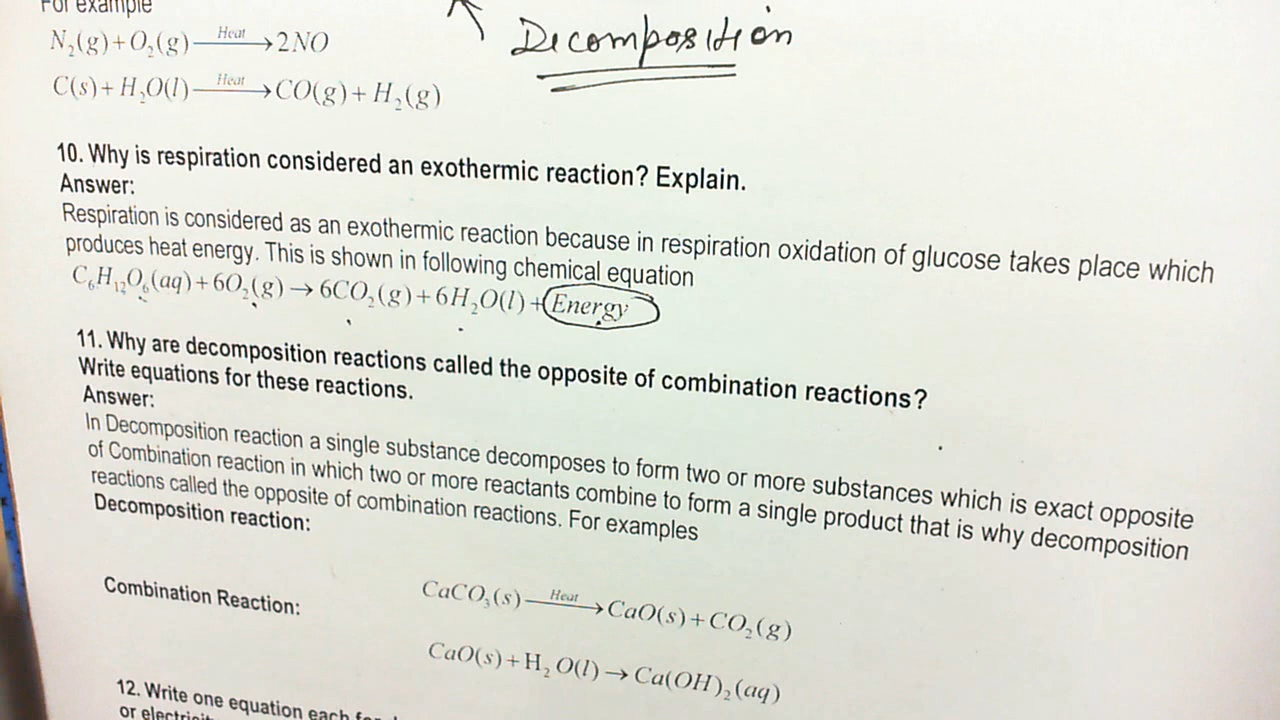 For example
Decomposition
N₂(g)+O₂(g) —Heat→ 2NO
C(s)+H₂O(l) —Heat→ CO(g)+H₂(g)
10. Why is respiration considered an exothermic reaction? Explain.
Answer:
Respiration is considered as an exothermic reaction because in respiration oxidation of glucose takes place which
produces heat energy. This is shown in following chemical equation
C₆H₁₂O₆(aq)+6O₂(g)→6CO₂(g)+6H₂O(l)+Energy
11. Why are decomposition reactions called the opposite of combination reactions?
Write equations for these reactions.
Answer:
In Decomposition reaction a single substance decomposes to form two or more substances which is exact opposite
of Combination reaction in which two or more reactants combine to form a single product that is why decomposition
reactions called the opposite of combination reactions. For examples
Decomposition reaction:
CaCO₃(s) —Heat→ CaO(s)+CO₂(g)
Combination Reaction:
CaO(s)+H₂O(l)→Ca(OH)₂(aq)
12. Write one equation each
or